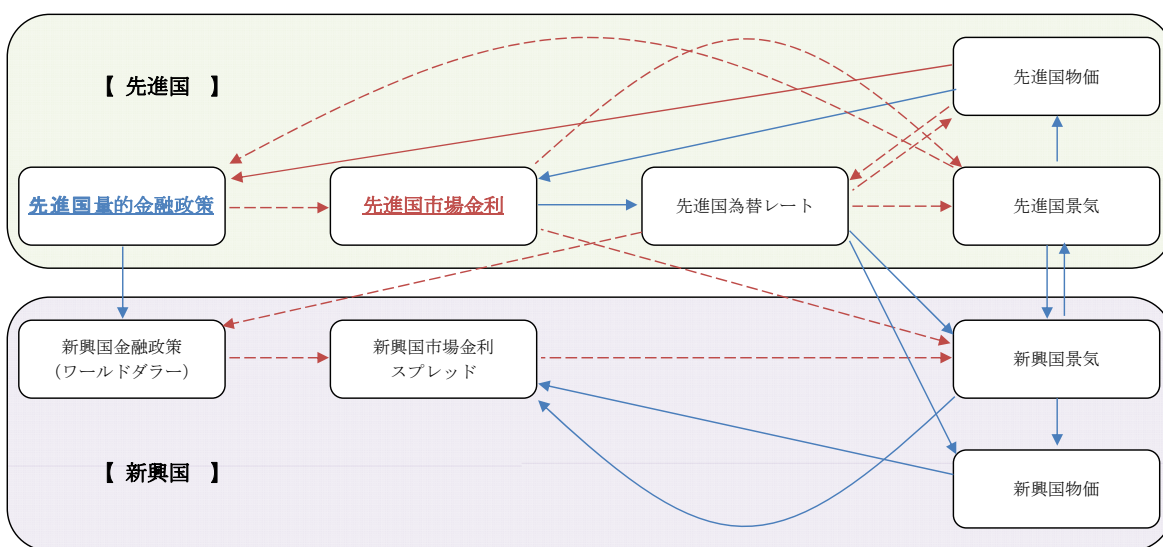 【 先進国 】
先進国物価
先進国量的金融政策
先進国市場金利
先進国為替レート
先進国景気
新興国金融政策
（ワールドダラー）
新興国市場金利
スプレッド
新興国景気
【 新興国 】
新興国物価